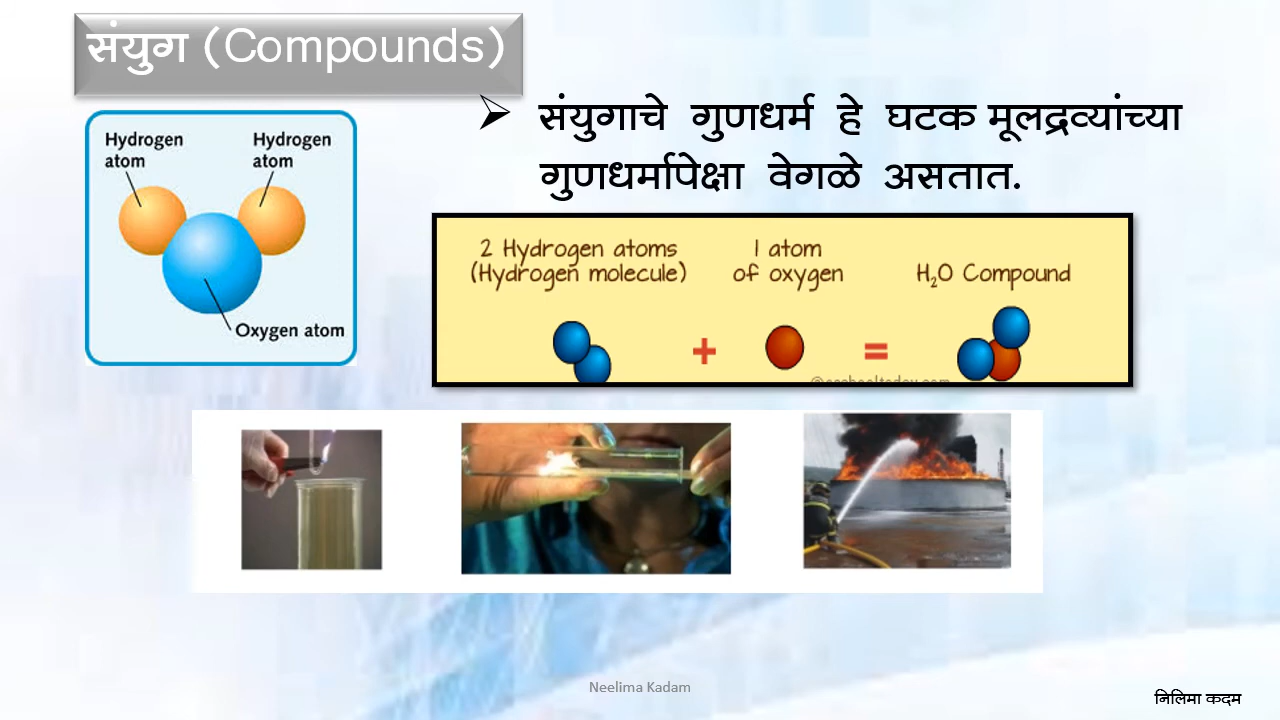 संयुग (Compounds)
➢ संयुगाचे गुणधर्म हे घटक मूलद्रव्यांच्या
गुणधर्मापेक्षा वेगळे असतात.
Hydrogen atom
Hydrogen atom
Oxygen atom
2 Hydrogen atoms
(Hydrogen molecule)
1 atom
of oxygen
H₂O Compound
+
=
Neelima Kadam
निलिमा कदम